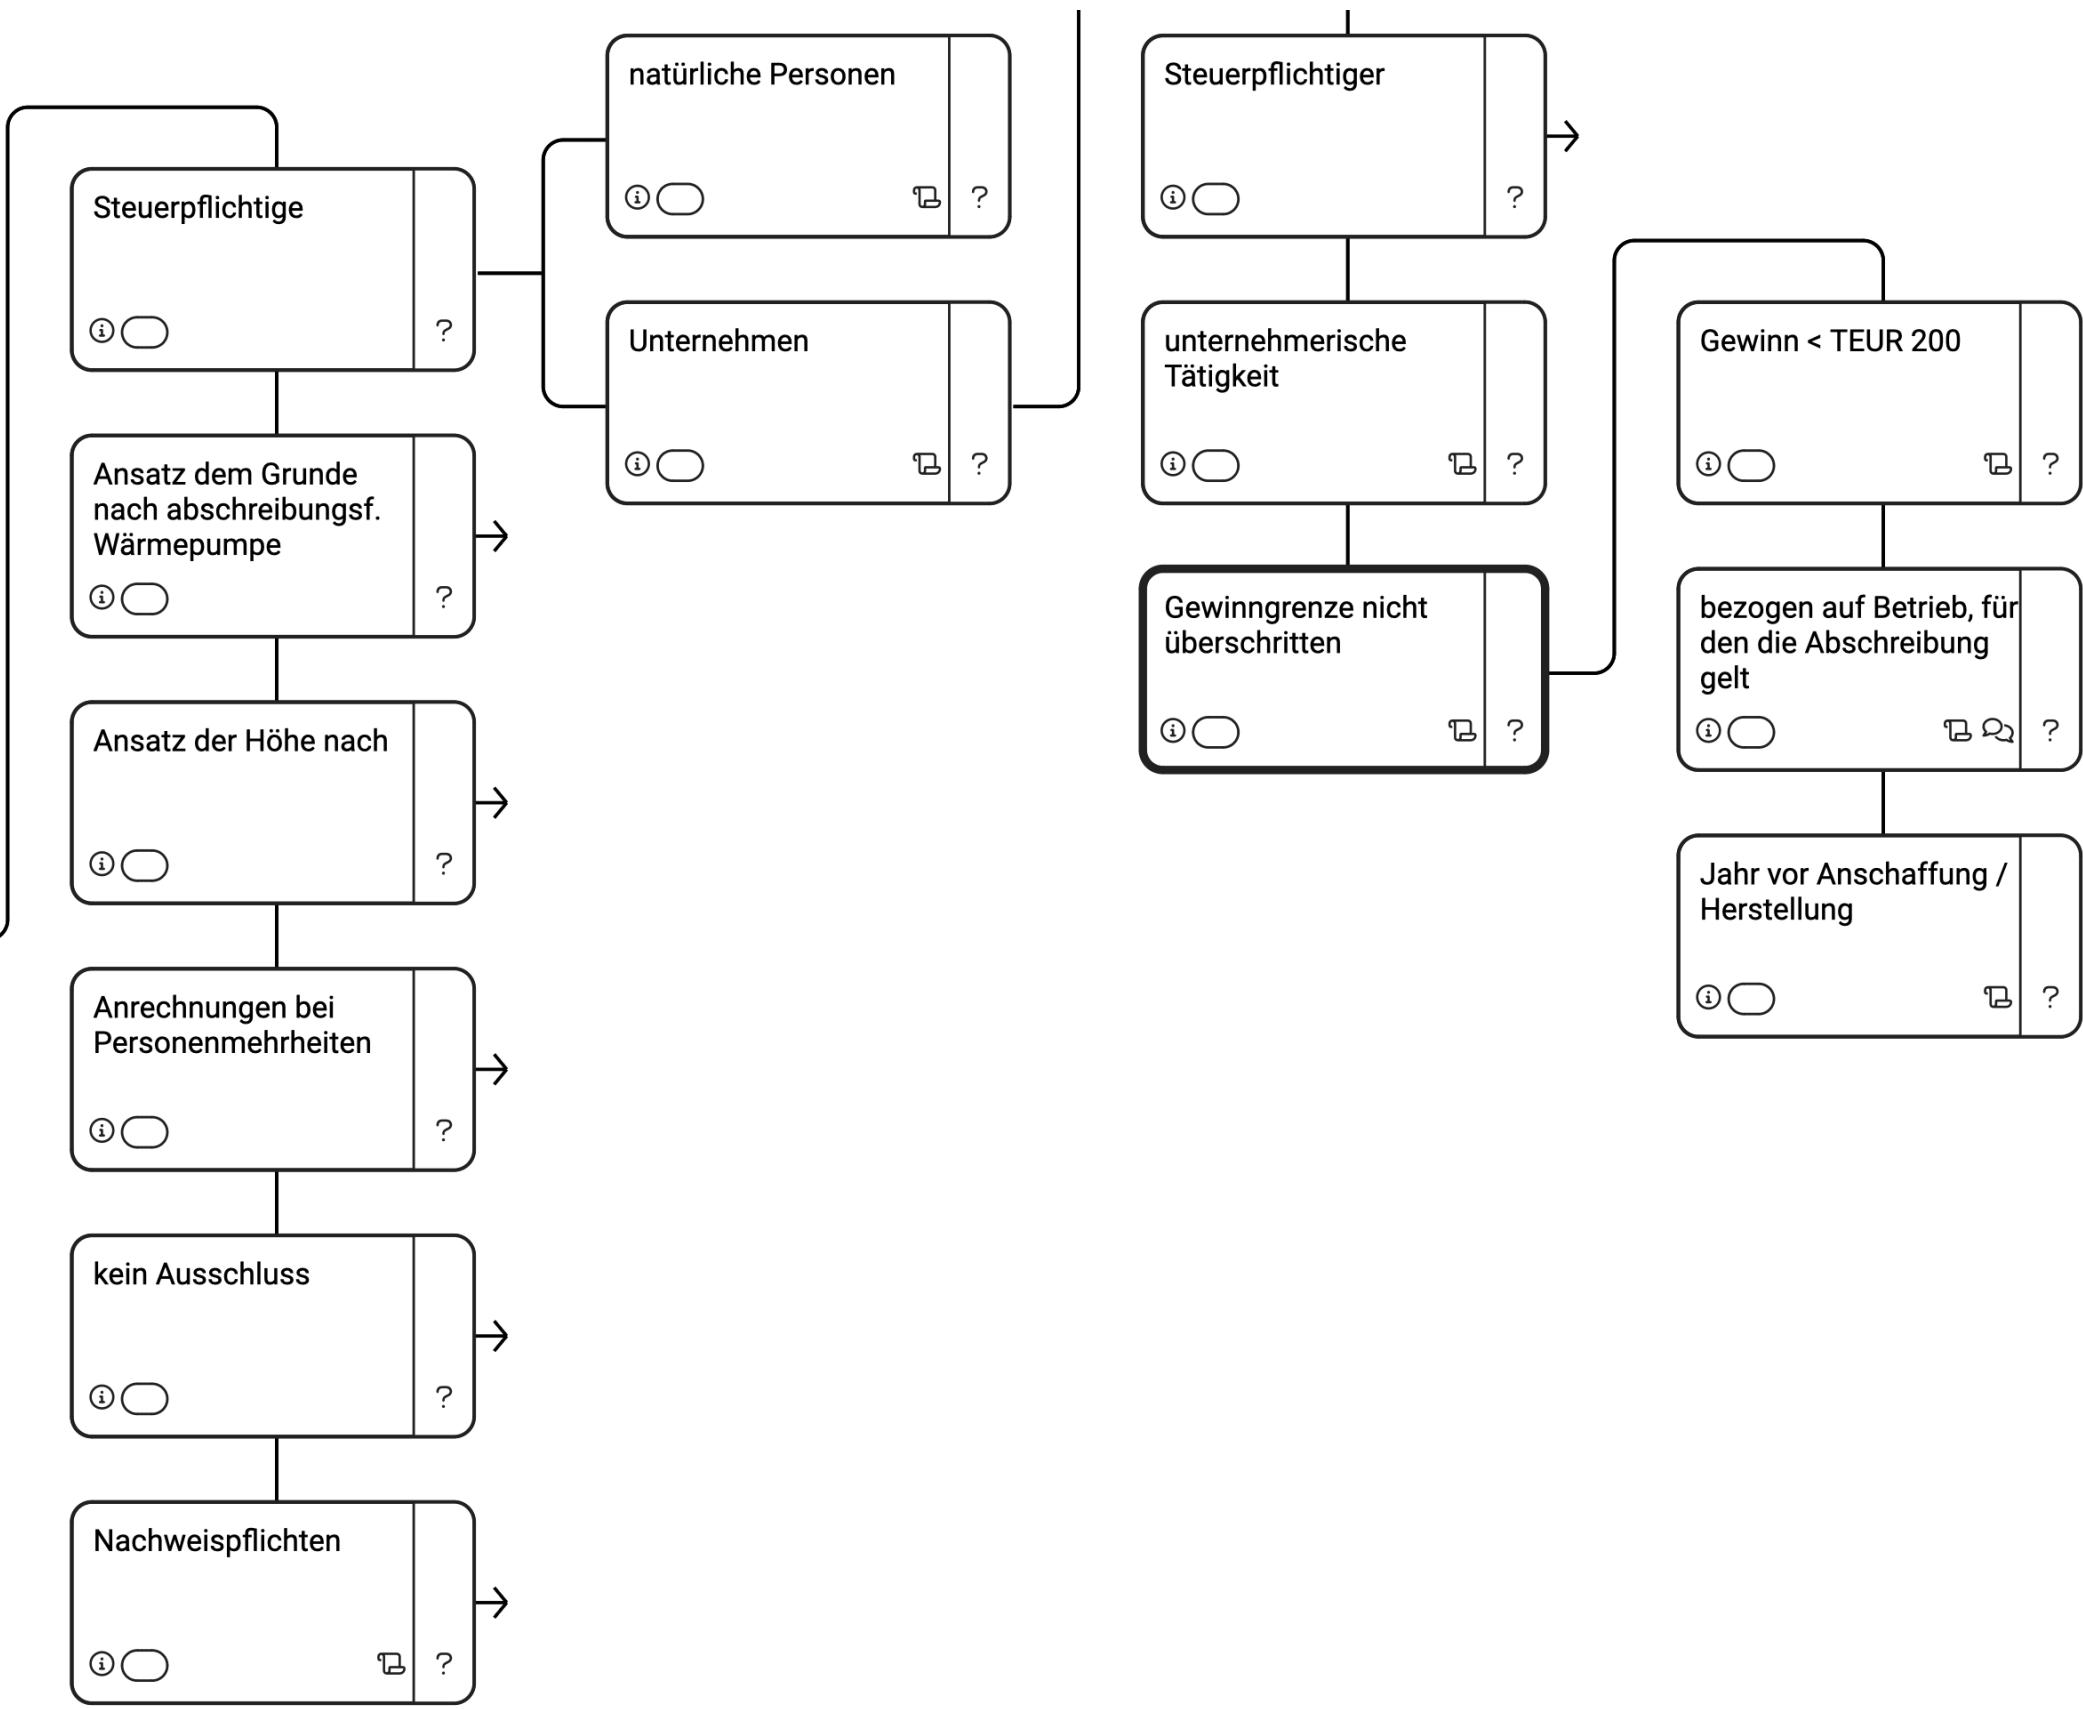 Steuerpflichtige
?
Ansatz dem Grunde
nach abschreibungsf.
Wärmepumpe
?
Ansatz der Höhe nach
?
Anrechnungen bei
Personenmehrheiten
?
kein Ausschluss
?
Nachweispflichten
?
natürliche Personen
?
Unternehmen
?
Steuerpflichtiger
?
unternehmerische
Tätigkeit
?
Gewinngrenze nicht
überschritten
?
Gewinn < TEUR 200
?
bezogen auf Betrieb, für
den die Abschreibung
gelt
?
Jahr vor Anschaffung /
Herstellung
?